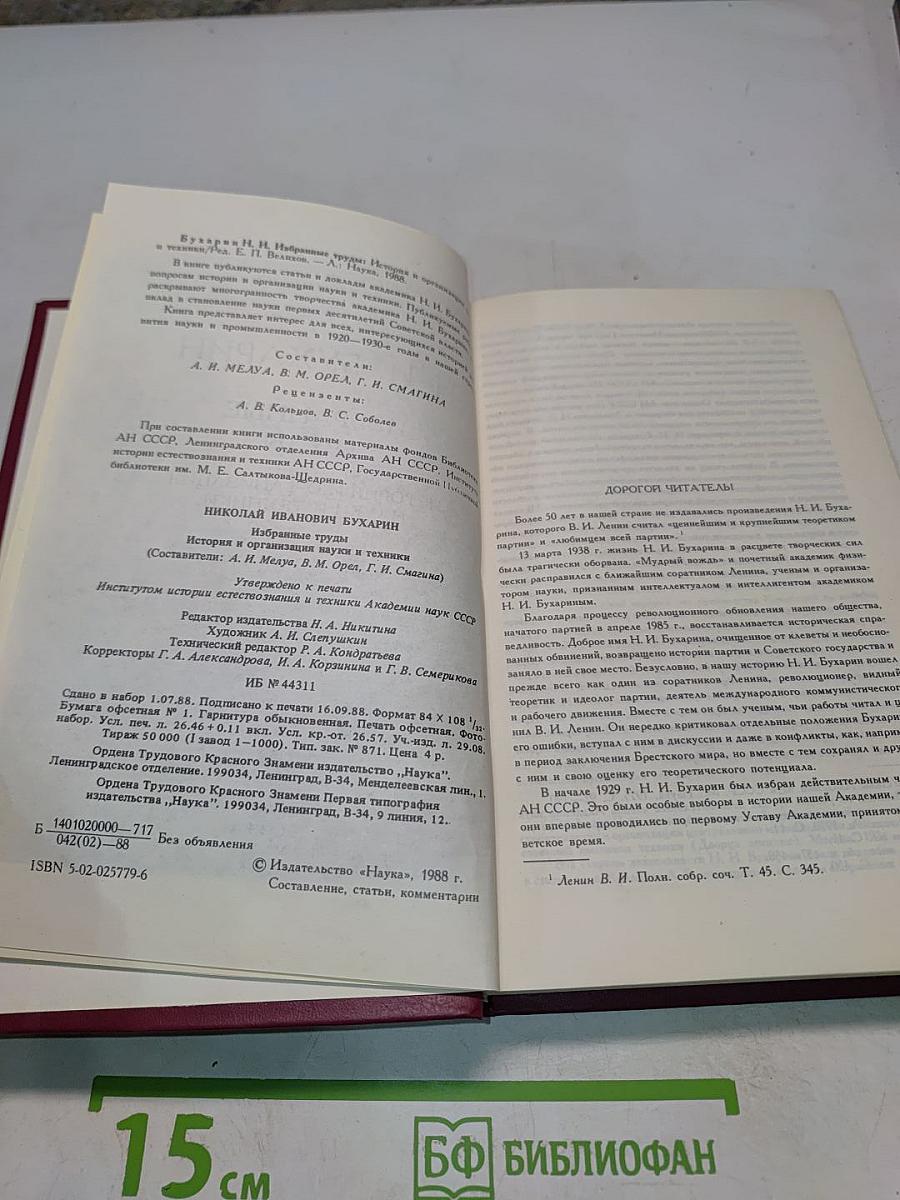 Бухарин Н. И. Избранные труды: История и организация
и техники/Ред. Е. П. Велихов. — Л.: Наука, 1988.
В книге публикуются статьи и доклады академика Н. И. Бухарина
вопросам истории и организации науки и техники. Публикуемые
раскрывают многогранность творчества академика Н. И. Бухарина,
вклад в становление науки первых десятилетий Советской власти.
Книга представляет интерес для всех, интересующихся историей
вития науки и промышленности в 1920—1930-е годы в нашей
Составители:
А. И. МЕЛУА, В. М. ОРЕЛ, Г. И. СМАГИНА
Рецензенты:
А. В. Кольцов, В. С. Соболев
При составлении книги использованы материалы фондов Библиотеки
АН СССР, Ленинградского отделения Архива АН СССР, Института
истории естествознания и техники АН СССР, Государственной Публичной
библиотеки им. М. Е. Салтыкова-Щедрина.
НИКОЛАЙ ИВАНОВИЧ БУХАРИН
Избранные труды
История и организация науки и техники
(Составители: А. И. Мелуа, В. М. Орел, Г. И. Смагина)
Утверждено к печати
Институтом истории естествознания и техники Академии наук СССР
Редактор издательства Н. А. Никитина
Художник А. И. Слепушкин
Технический редактор Р. А. Кондратьева
Корректоры Г. А. Александрова, И. А. Корзинина и Г. В. Семерикова
ИБ № 44311
Сдано в набор 1.07.88. Подписано к печати 16.09.88. Формат 84 × 108 1/32.
Бумага офсетная № 1. Гарнитура обыкновенная. Печать офсетная. Фото-
набор. Усл. печ. л. 26.46 + 0.11 вкл. Усл. кр.-от. 26.57. Уч.-изд. л. 29.08.
Тираж 50 000 (I завод 1—1000). Тип. зак. № 871. Цена 4 р.
Ордена Трудового Красного Знамени издательство „Наука”.
Ленинградское отделение. 199034, Ленинград, В-34, Менделеевская лин., 1.
Ордена Трудового Красного Знамени Первая типография
издательства „Наука”. 199034, Ленинград, В-34, 9 линия, 12.
Б 1401020000—717
042(02)—88 Без объявления
ISBN 5-02-025779-6
© Издательство «Наука», 1988 г.
Составление, статьи, комментарии
ДОРОГОЙ ЧИТАТЕЛЬ!
Более 50 лет в нашей стране не издавались произведения Н. И. Буха-
рина, которого В. И. Ленин считал «ценнейшим и крупнейшим теоретиком
партии» и «любимцем всей партии».1
13 марта 1938 г. жизнь Н. И. Бухарина в расцвете творческих сил
была трагически оборвана. «Мудрый вождь» и почетный академик физи-
чески расправился с ближайшим соратником Ленина, ученым и организа-
тором науки, признанным интеллектуалом и интеллигентом академиком
Н. И. Бухариным.
Благодаря процессу революционного обновления нашего общества,
начатого партией в апреле 1985 г., восстанавливается историческая спра-
ведливость. Доброе имя Н. И. Бухарина, очищенное от клеветы и необосно-
ванных обвинений, возвращено истории партии и Советского государства и
заняло в ней свое место. Безусловно, в нашу историю Н. И. Бухарин вошел
прежде всего как один из соратников Ленина, революционер, видный
теоретик и идеолог партии, деятель международного коммунистического
и рабочего движения. Вместе с тем он был ученым, чьи работы читал и ц
нил В. И. Ленин. Он нередко критиковал отдельные положения Бухари
его ошибки, вступал с ним в дискуссии и даже в конфликты, как, наприм
в период заключения Брестского мира, но вместе с тем сохранял и дру
с ним и свою оценку его теоретического потенциала.
В начале 1929 г. Н. И. Бухарин был избран действительным ч
АН СССР. Это были особые выборы в истории нашей Академии,
они впервые проводились по первому Уставу Академии, принятом
ветское время.
1 Ленин В. И. Полн. собр. соч. Т. 45. С. 345.
15 см
БФ БИБЛИОФАН